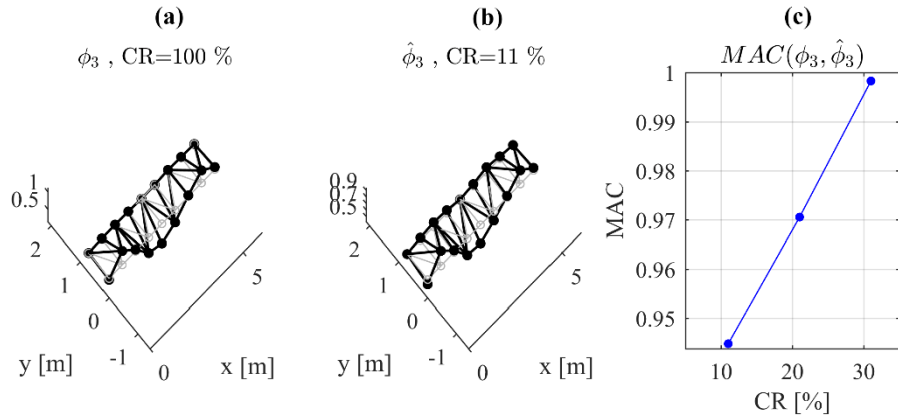 (a)
ϕ₃ , CR=100 %
1
0.5
2
1
0
-1
y [m]
0
5
x [m]
(b)
ϕ̂₃ , CR=11 %
0.9
0.7
0.5
2
1
0
-1
y [m]
0
5
x [m]
(c)
MAC(ϕ₃, ϕ̂₃)
1
0.99
0.98
0.97
0.96
0.95
MAC
10
20
30
CR [%]